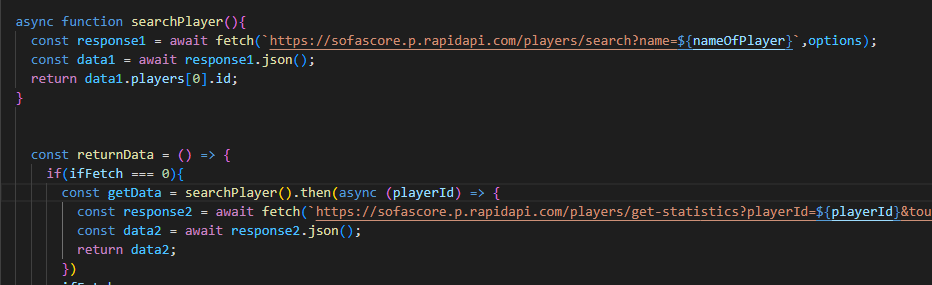 async function searchPlayer(){
const response1 = await fetch(`https://sofascore.p.rapidapi.com/players/search?name=${nameOfPlayer}`,options);
const data1 = await response1.json();
return data1.players[0].id;
}
const returnData = () => {
if(ifFetch === 0){
const getData = searchPlayer().then(async (playerId) => {
const response2 = await fetch(`https://sofascore.p.rapidapi.com/players/get-statistics?playerId=${playerId}&tou
const data2 = await response2.json();
return data2;
})